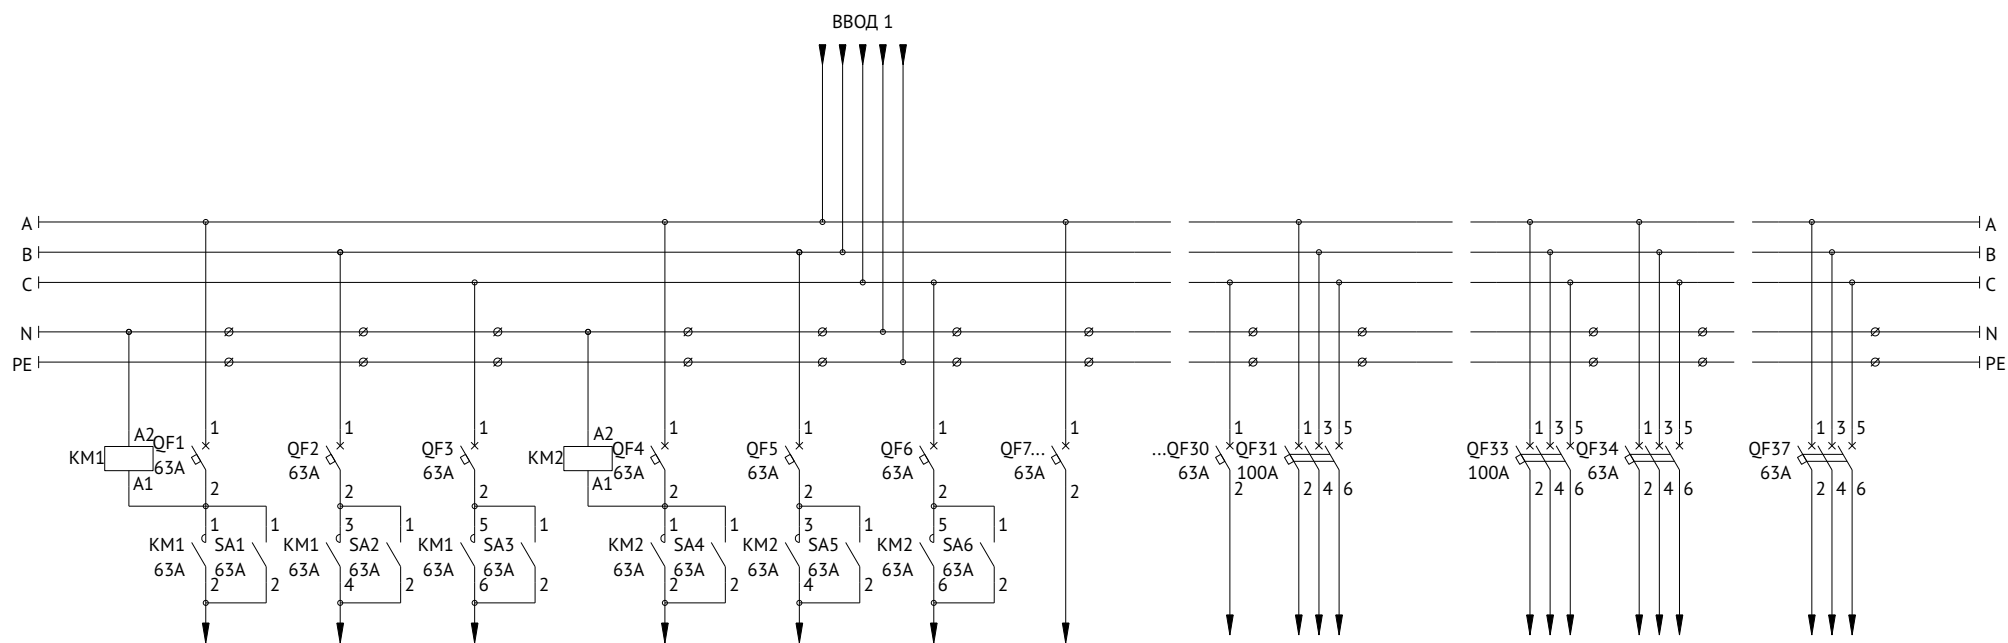 ВВОД 1
A A
B B
C C
N N
PE PE
1 1 1 1 1 1 1 1 1 3 5 1 3 5 1 3 5 1 3 5
A2 A2
QF1 QF2 QF3 QF4 QF5 QF6 QF7... ...QF30 QF31 QF33 QF34 QF37
KM1 KM2
63A 63A 63A 63A 63A 63A 63A 63A 100A 100A 63A 63A
A1 A1
2 2 2 2 2 2 2 2 2 4 6 2 4 6 2 4 6 2 4 6
1 1 3 1 5 1 1 1 3 1 5 1
KM1 SA1 KM1 SA2 KM1 SA3 KM2 SA4 KM2 SA5 KM2 SA6
63A 63A 63A 63A 63A 63A 63A 63A 63A 63A 63A 63A
2 2 4 2 6 2 2 2 4 2 6 2